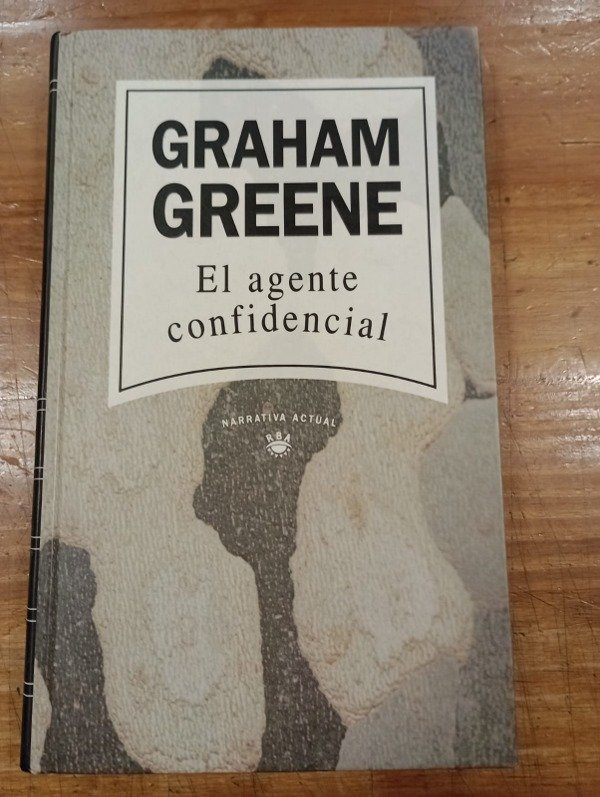 GRAHAM
GREENE
El agente
confidencial
NARRATIVA ACTUAL
RBA